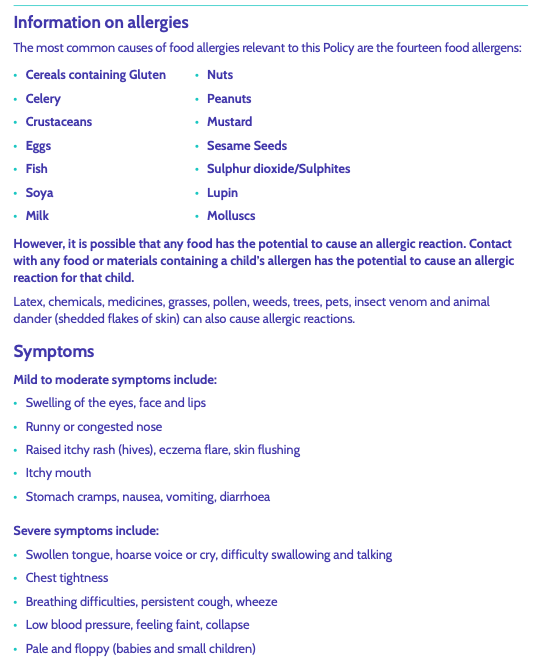 Information on allergies
The most common causes of food allergies relevant to this Policy are the fourteen food allergens:
• Cereals containing Gluten
• Celery
• Crustaceans
• Eggs
• Fish
• Soya
• Milk
• Nuts
• Peanuts
• Mustard
• Sesame Seeds
• Sulphur dioxide/Sulphites
• Lupin
• Molluscs
However, it is possible that any food has the potential to cause an allergic reaction. Contact
with any food or materials containing a child's allergen has the potential to cause an allergic
reaction for that child.
Latex, chemicals, medicines, grasses, pollen, weeds, trees, pets, insect venom and animal
dander (shedded flakes of skin) can also cause allergic reactions.
Symptoms
Mild to moderate symptoms include:
• Swelling of the eyes, face and lips
• Runny or congested nose
• Raised itchy rash (hives), eczema flare, skin flushing
• Itchy mouth
• Stomach cramps, nausea, vomiting, diarrhoea
Severe symptoms include:
• Swollen tongue, hoarse voice or cry, difficulty swallowing and talking
• Chest tightness
• Breathing difficulties, persistent cough, wheeze
• Low blood pressure, feeling faint, collapse
• Pale and floppy (babies and small children)